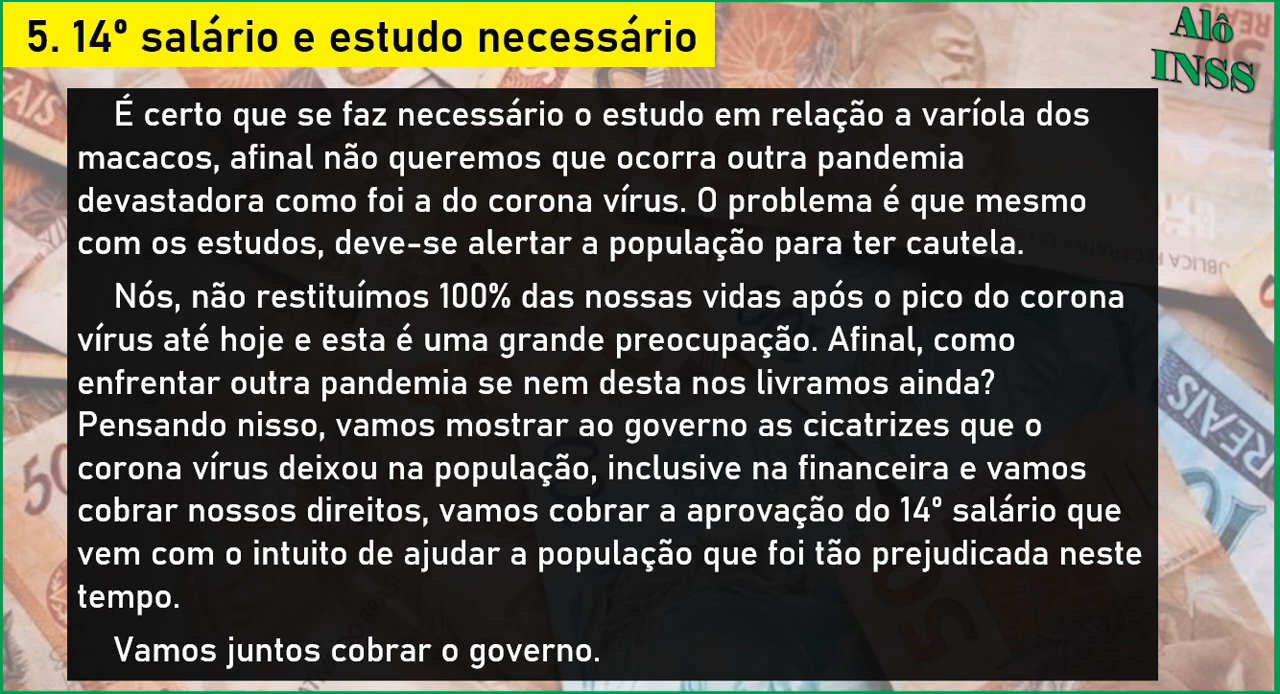 5. 14º salário e estudo necessário
Alô
INSS
É certo que se faz necessário o estudo em relação a varíola dos
macacos, afinal não queremos que ocorra outra pandemia
devastadora como foi a do corona vírus. O problema é que mesmo
com os estudos, deve-se alertar a população para ter cautela.
Nós, não restituímos 100% das nossas vidas após o pico do corona
vírus até hoje e esta é uma grande preocupação. Afinal, como
enfrentar outra pandemia se nem desta nos livramos ainda?
Pensando nisso, vamos mostrar ao governo as cicatrizes que o
corona vírus deixou na população, inclusive na financeira e vamos
cobrar nossos direitos, vamos cobrar a aprovação do 14º salário que
vem com o intuito de ajudar a população que foi tão prejudicada neste
tempo.
Vamos juntos cobrar o governo.
REAIS
50